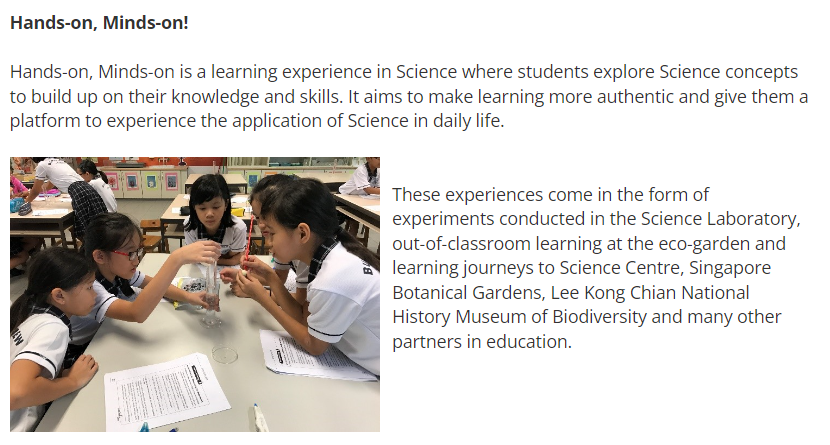 Hands-on, Minds-on!
Hands-on, Minds-on is a learning experience in Science where students explore Science concepts
to build up on their knowledge and skills. It aims to make learning more authentic and give them a
platform to experience the application of Science in daily life.
These experiences come in the form of
experiments conducted in the Science Laboratory,
out-of-classroom learning at the eco-garden and
learning journeys to Science Centre, Singapore
Botanical Gardens, Lee Kong Chian National
History Museum of Biodiversity and many other
partners in education.